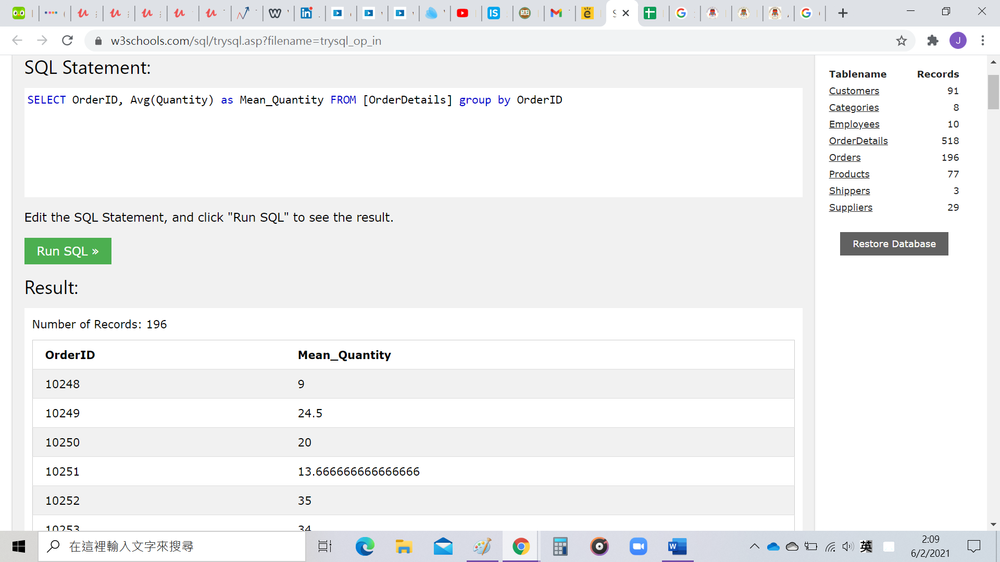 w3schools.com/sql/trysql.asp?filename=trysql_op_in
J
SQL Statement:
SELECT OrderID, Avg(Quantity) as Mean_Quantity FROM [OrderDetails] group by OrderID
Edit the SQL Statement, and click "Run SQL" to see the result.
Run SQL »
Result:
Number of Records: 196
OrderID Mean_Quantity
10248 9
10249 24.5
10250 20
10251 13.666666666666666
10252 35
10253 34
Tablename Records
Customers 91
Categories 8
Employees 10
OrderDetails 518
Orders 196
Products 77
Shippers 3
Suppliers 29
Restore Database
在這裡輸入文字來搜尋
英
2:09
6/2/2021